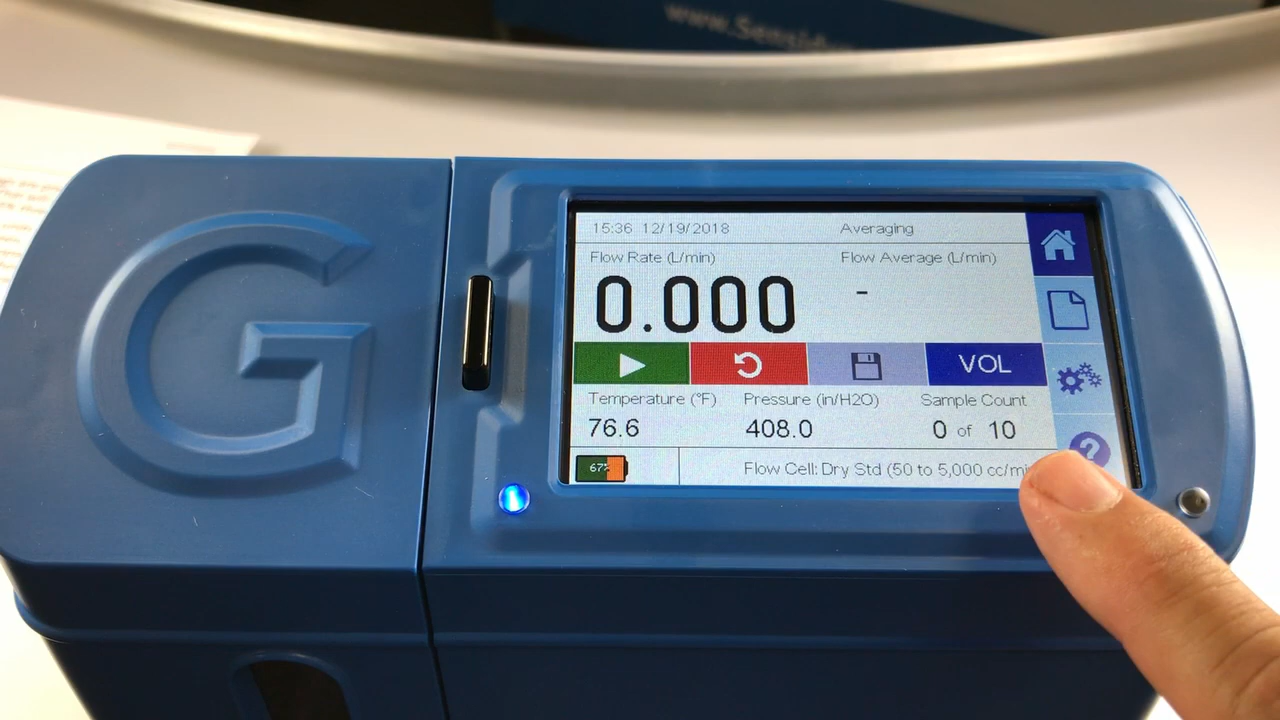 15:36 12/19/2018 Averaging
Flow Rate (L/min) Flow Average (L/min)
0.000 -
VOL
Temperature (°F) Pressure (in/H2O) Sample Count
76.6 408.0 0 of 10
67% Flow Cell: Dry Std (50 to 5,000 cc/min
G